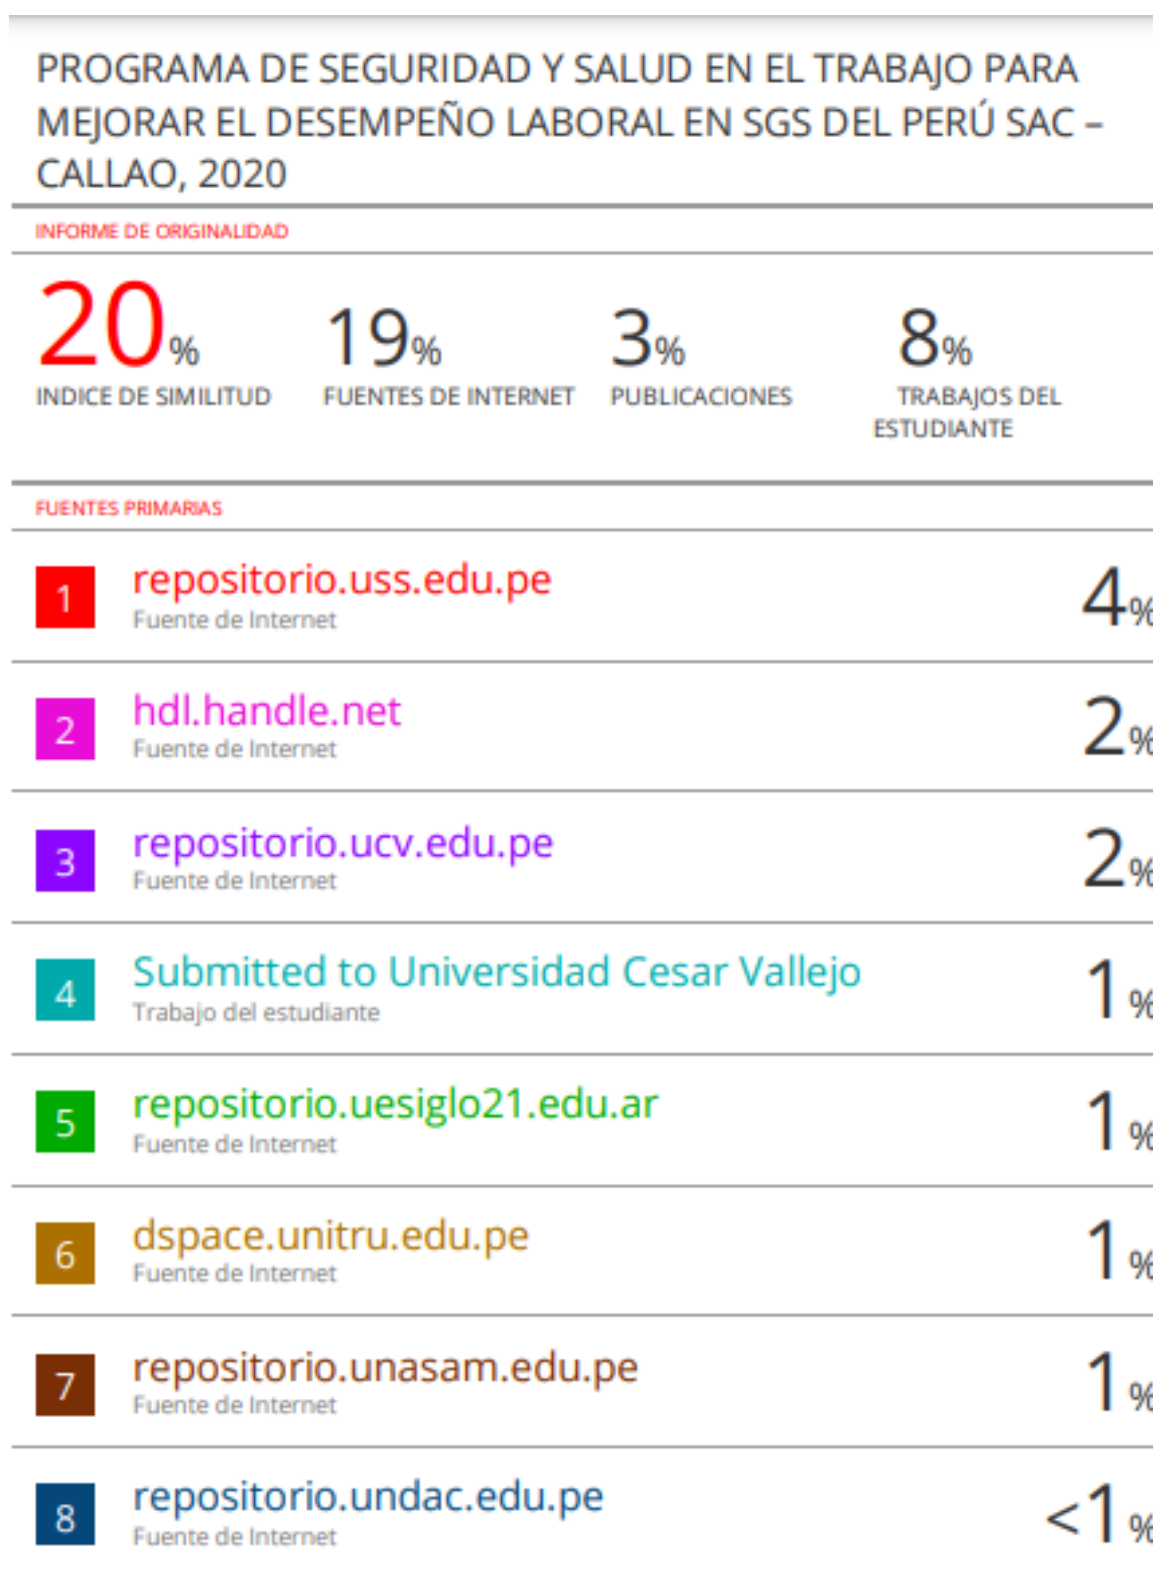 PROGRAMA DE SEGURIDAD Y SALUD EN EL TRABAJO PARA
MEJORAR EL DESEMPEÑO LABORAL EN SGS DEL PERÚ SAC –
CALLAO, 2020
INFORME DE ORIGINALIDAD
20% 19% 3% 8%
INDICE DE SIMILITUD FUENTES DE INTERNET PUBLICACIONES TRABAJOS DEL
ESTUDIANTE
FUENTES PRIMARIAS
1 repositorio.uss.edu.pe 4%
Fuente de Internet
2 hdl.handle.net 2%
Fuente de Internet
3 repositorio.ucv.edu.pe 2%
Fuente de Internet
4 Submitted to Universidad Cesar Vallejo 1%
Trabajo del estudiante
5 repositorio.uesiglo21.edu.ar 1%
Fuente de Internet
6 dspace.unitru.edu.pe 1%
Fuente de Internet
7 repositorio.unasam.edu.pe 1%
Fuente de Internet
8 repositorio.undac.edu.pe <1%
Fuente de Internet